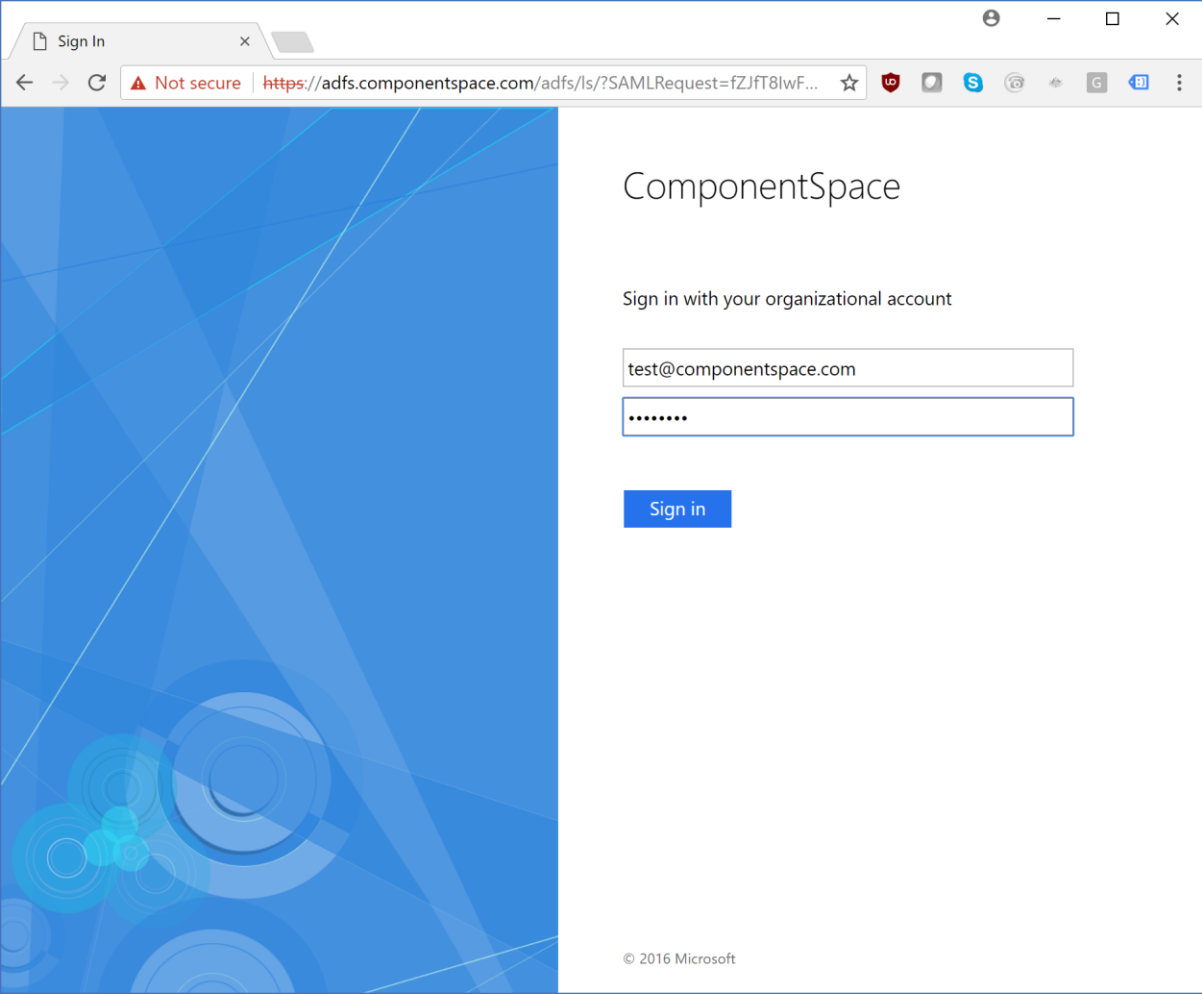 Sign In
Not secure https://adfs.componentspace.com/adfs/ls/?SAMLRequest=fZJfT8IwF...
ComponentSpace
Sign in with your organizational account
test@componentspace.com
••••••••
Sign in
© 2016 Microsoft